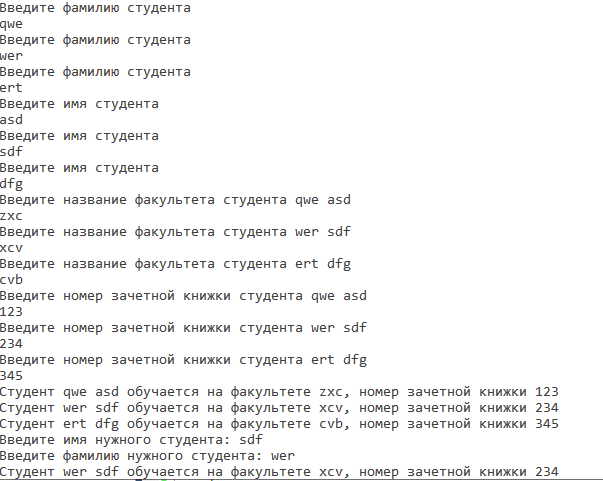 Введите фамилию студента
qwe
Введите фамилию студента
wer
Введите фамилию студента
ert
Введите имя студента
asd
Введите имя студента
sdf
Введите имя студента
dfg
Введите название факультета студента qwe asd
zxc
Введите название факультета студента wer sdf
xcv
Введите название факультета студента ert dfg
cvb
Введите номер зачетной книжки студента qwe asd
123
Введите номер зачетной книжки студента wer sdf
234
Введите номер зачетной книжки студента ert dfg
345
Студент qwe asd обучается на факультете zxc, номер зачетной книжки 123
Студент wer sdf обучается на факультете xcv, номер зачетной книжки 234
Студент ert dfg обучается на факультете cvb, номер зачетной книжки 345
Введите имя нужного студента: sdf
Введите фамилию нужного студента: wer
Студент wer sdf обучается на факультете xcv, номер зачетной книжки 234